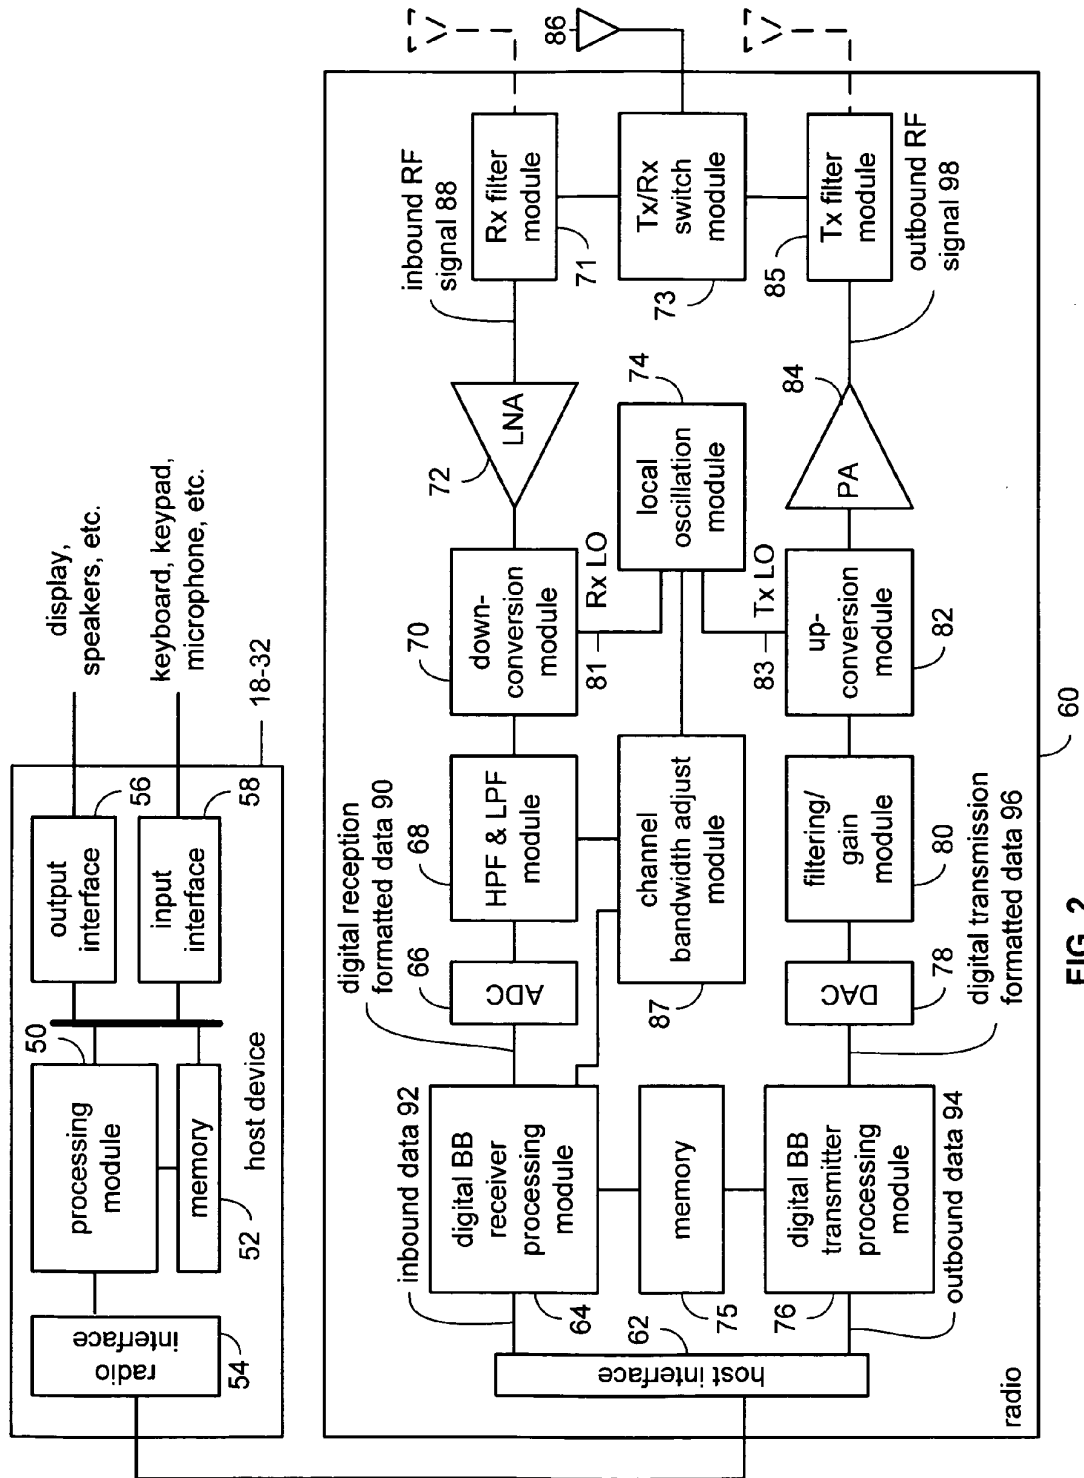 display,
speakers, etc.
keyboard, keypad,
microphone, etc.
18-32
output
interface
56
input
interface
58
50
processing
module
memory
52
host device
radio
interface
54
radio
60
host interface
62
inbound data 92
digital BB
receiver
processing
module
64
memory
75
digital BB
transmitter
processing
module
76
outbound data 94
digital reception
formatted data 90
ADC
66
HPF & LPF
module
68
down-
conversion
module
70
LNA
72
inbound RF
signal 88
Rx filter
module
71
Tx/Rx
switch
module
73
86
channel
bandwidth adjust
module
87
local
oscillation
module
74
Rx LO
81
Tx LO
83
digital transmission
formatted data 96
DAC
78
filtering/
gain
module
80
up-
conversion
module
82
PA
84
outbound RF
signal 98
Tx filter
module
85
FIG. 2